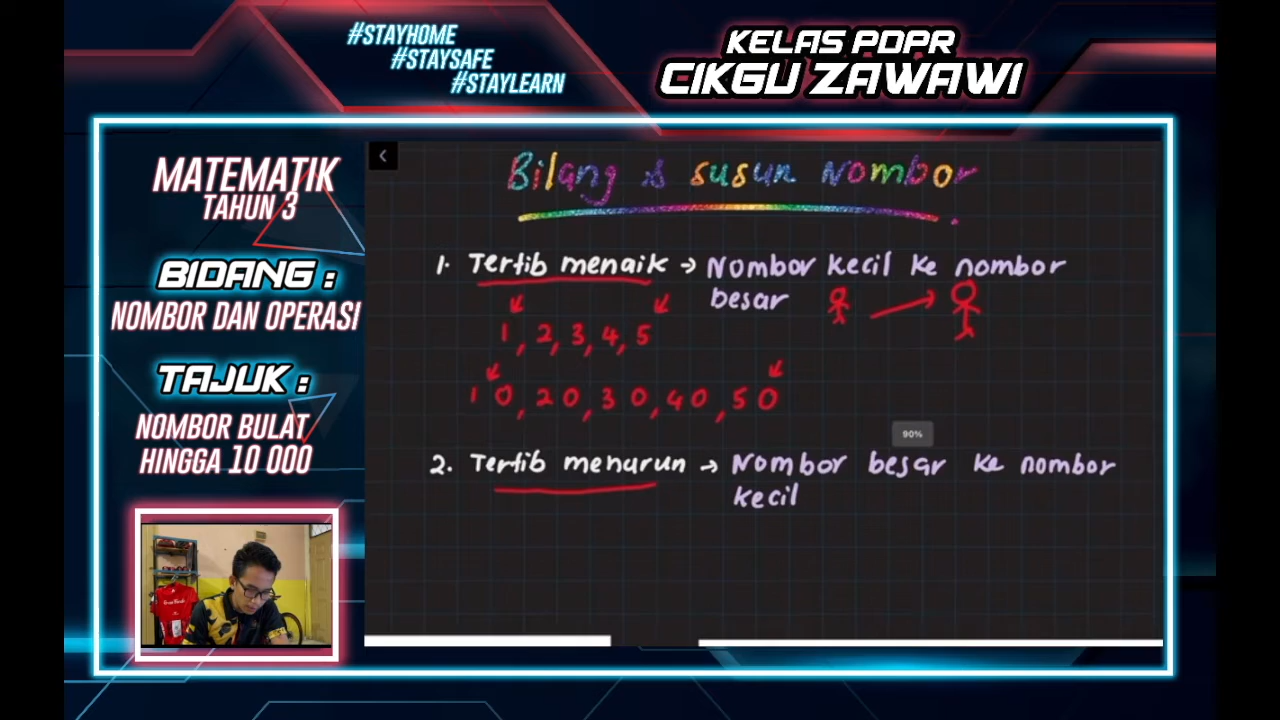 #STAYHOME
#STAYSAFE
#STAYLEARN
KELAS PDPR
CIKGU ZAWAWI
MATEMATIK
TAHUN 3
BIDANG :
NOMBOR DAN OPERASI
TAJUK :
NOMBOR BULAT
HINGGA 10 000
Bilang & susun Nombor
1. Tertib menaik → Nombor kecil ke nombor
besar
1, 2, 3, 4, 5
10, 20, 30, 40, 50
90%
2. Tertib menurun → Nombor besar ke nombor
kecil